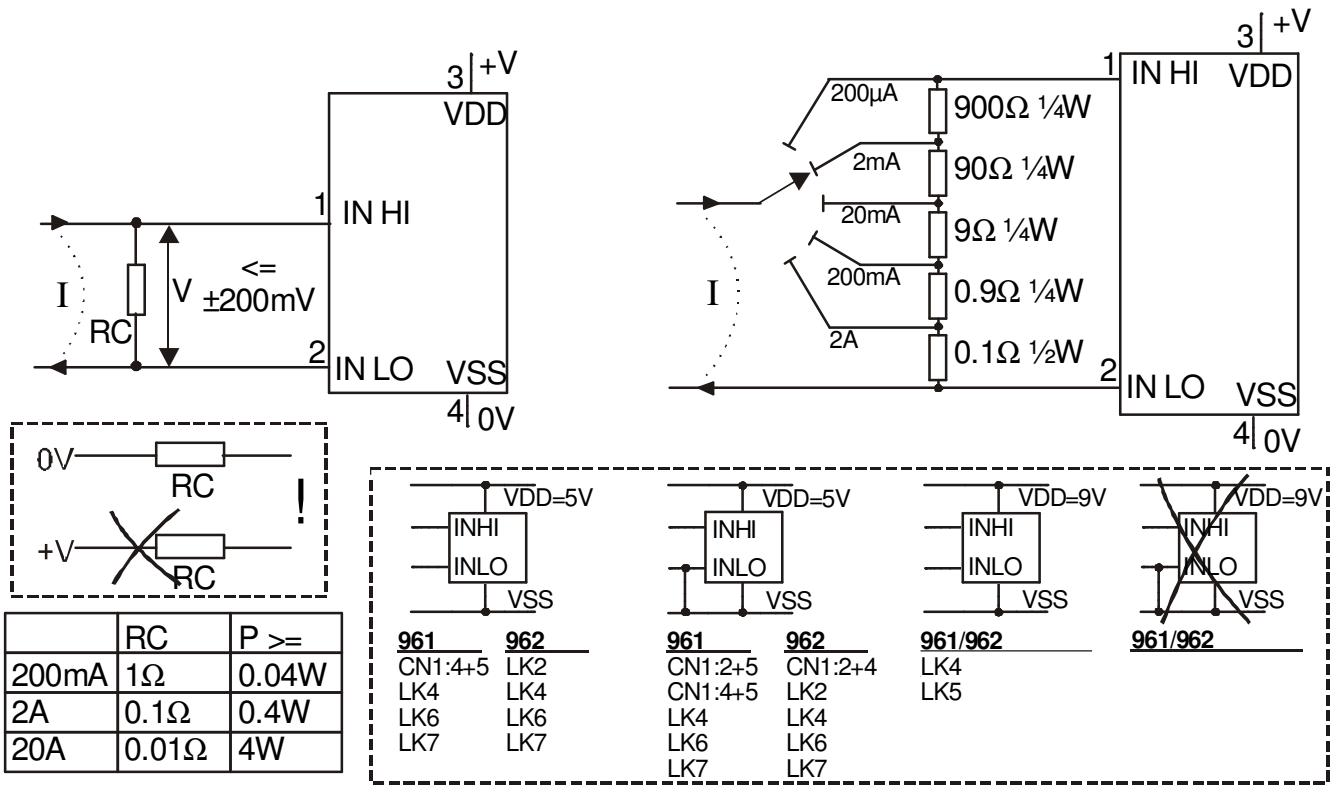 3 +V
VDD
1 IN HI
I
RC
V
<=
±200mV
2 IN LO
VSS
4 0V
3 +V
1 IN HI VDD
200µA
900Ω ¼W
2mA
90Ω ¼W
20mA
9Ω ¼W
200mA
0.9Ω ¼W
2A
0.1Ω ½W
I
2 IN LO
VSS
4 0V
0V
RC
!
+V
RC
RC P >=
200mA 1Ω 0.04W
2A 0.1Ω 0.4W
20A 0.01Ω 4W
VDD=5V
INHI
INLO
VSS
961 962
CN1:4+5 LK2
LK4 LK4
LK6 LK6
LK7 LK7
VDD=5V
INHI
INLO
VSS
961 962
CN1:2+5 CN1:2+4
CN1:4+5 LK2
LK4 LK4
LK6 LK6
LK7 LK7
VDD=9V
INHI
INLO
VSS
961/962
LK4
LK5
VDD=9V
INHI
INLO
VSS
961/962